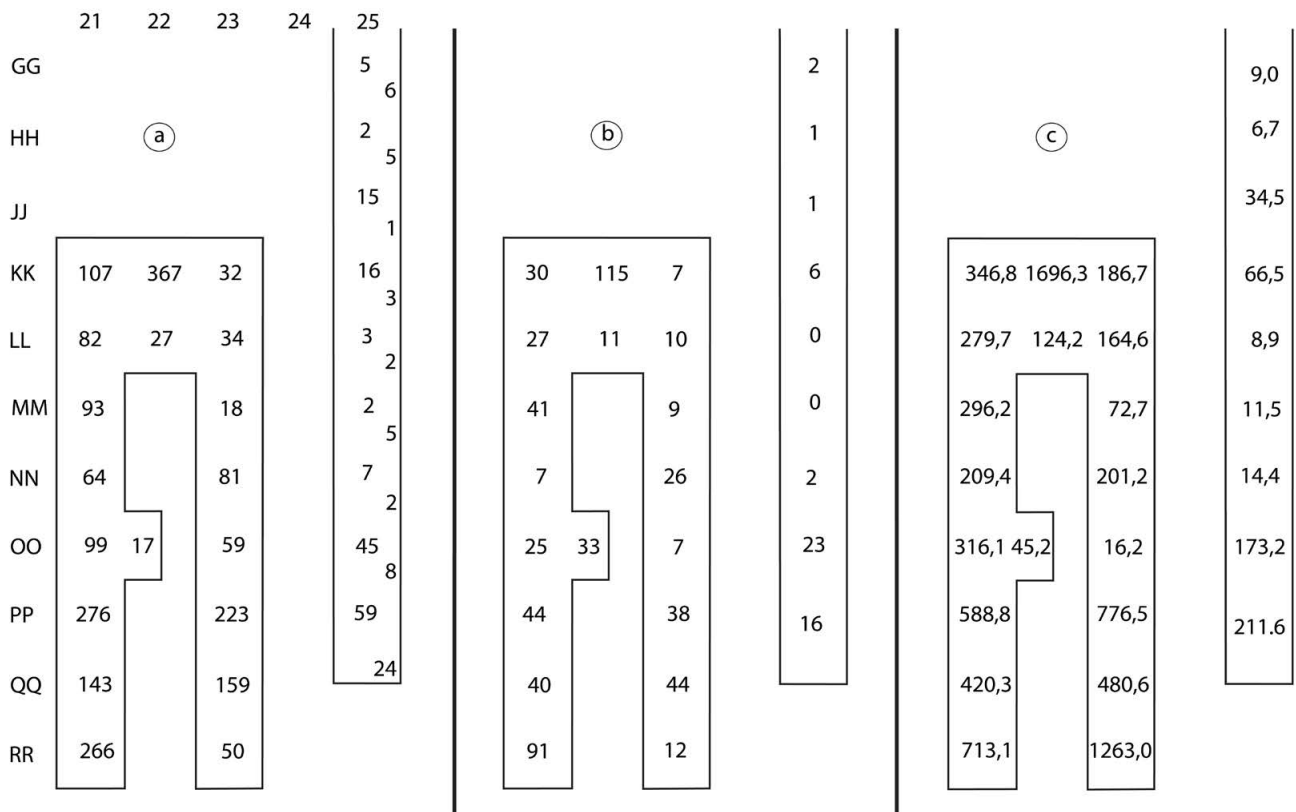 21 22 23 24 25
GG 5 2 9,0
6
HH a 2 b 1 c 6,7
5
JJ 15 1 34,5
1
KK 107 367 32 16 30 115 7 6 346,8 1696,3 186,7 66,5
3
LL 82 27 34 3 27 11 10 0 279,7 124,2 164,6 8,9
2
MM 93 18 2 41 9 0 296,2 72,7 11,5
5
NN 64 81 7 7 26 2 209,4 201,2 14,4
2
OO 99 17 59 45 25 33 7 23 316,1 45,2 16,2 173,2
8
PP 276 223 59 44 38 16 588,8 776,5 211.6
24
QQ 143 159 40 44 420,3 480,6
RR 266 50 91 12 713,1 1263,0